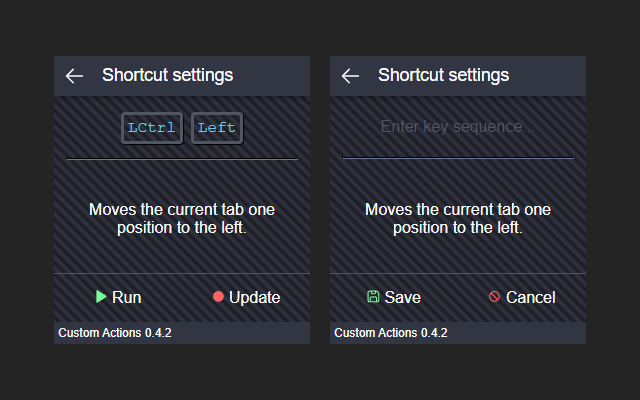 Shortcut settings
LCtrl Left
Moves the current tab one
position to the left.
Run Update
Custom Actions 0.4.2
Shortcut settings
Enter key sequence...
Moves the current tab one
position to the left.
Save Cancel
Custom Actions 0.4.2